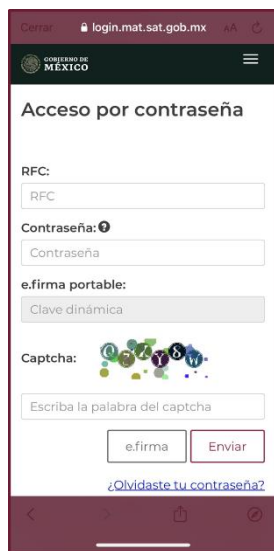 Cerrar login.mat.sat.gob.mx AA
GOBIERNO DE
MÉXICO
Acceso por contraseña
RFC:
RFC
Contraseña:
Contraseña
e.firma portable:
Clave dinámica
Captcha:
Escriba la palabra del captcha
e.firma Enviar
¿Olvidaste tu contraseña?